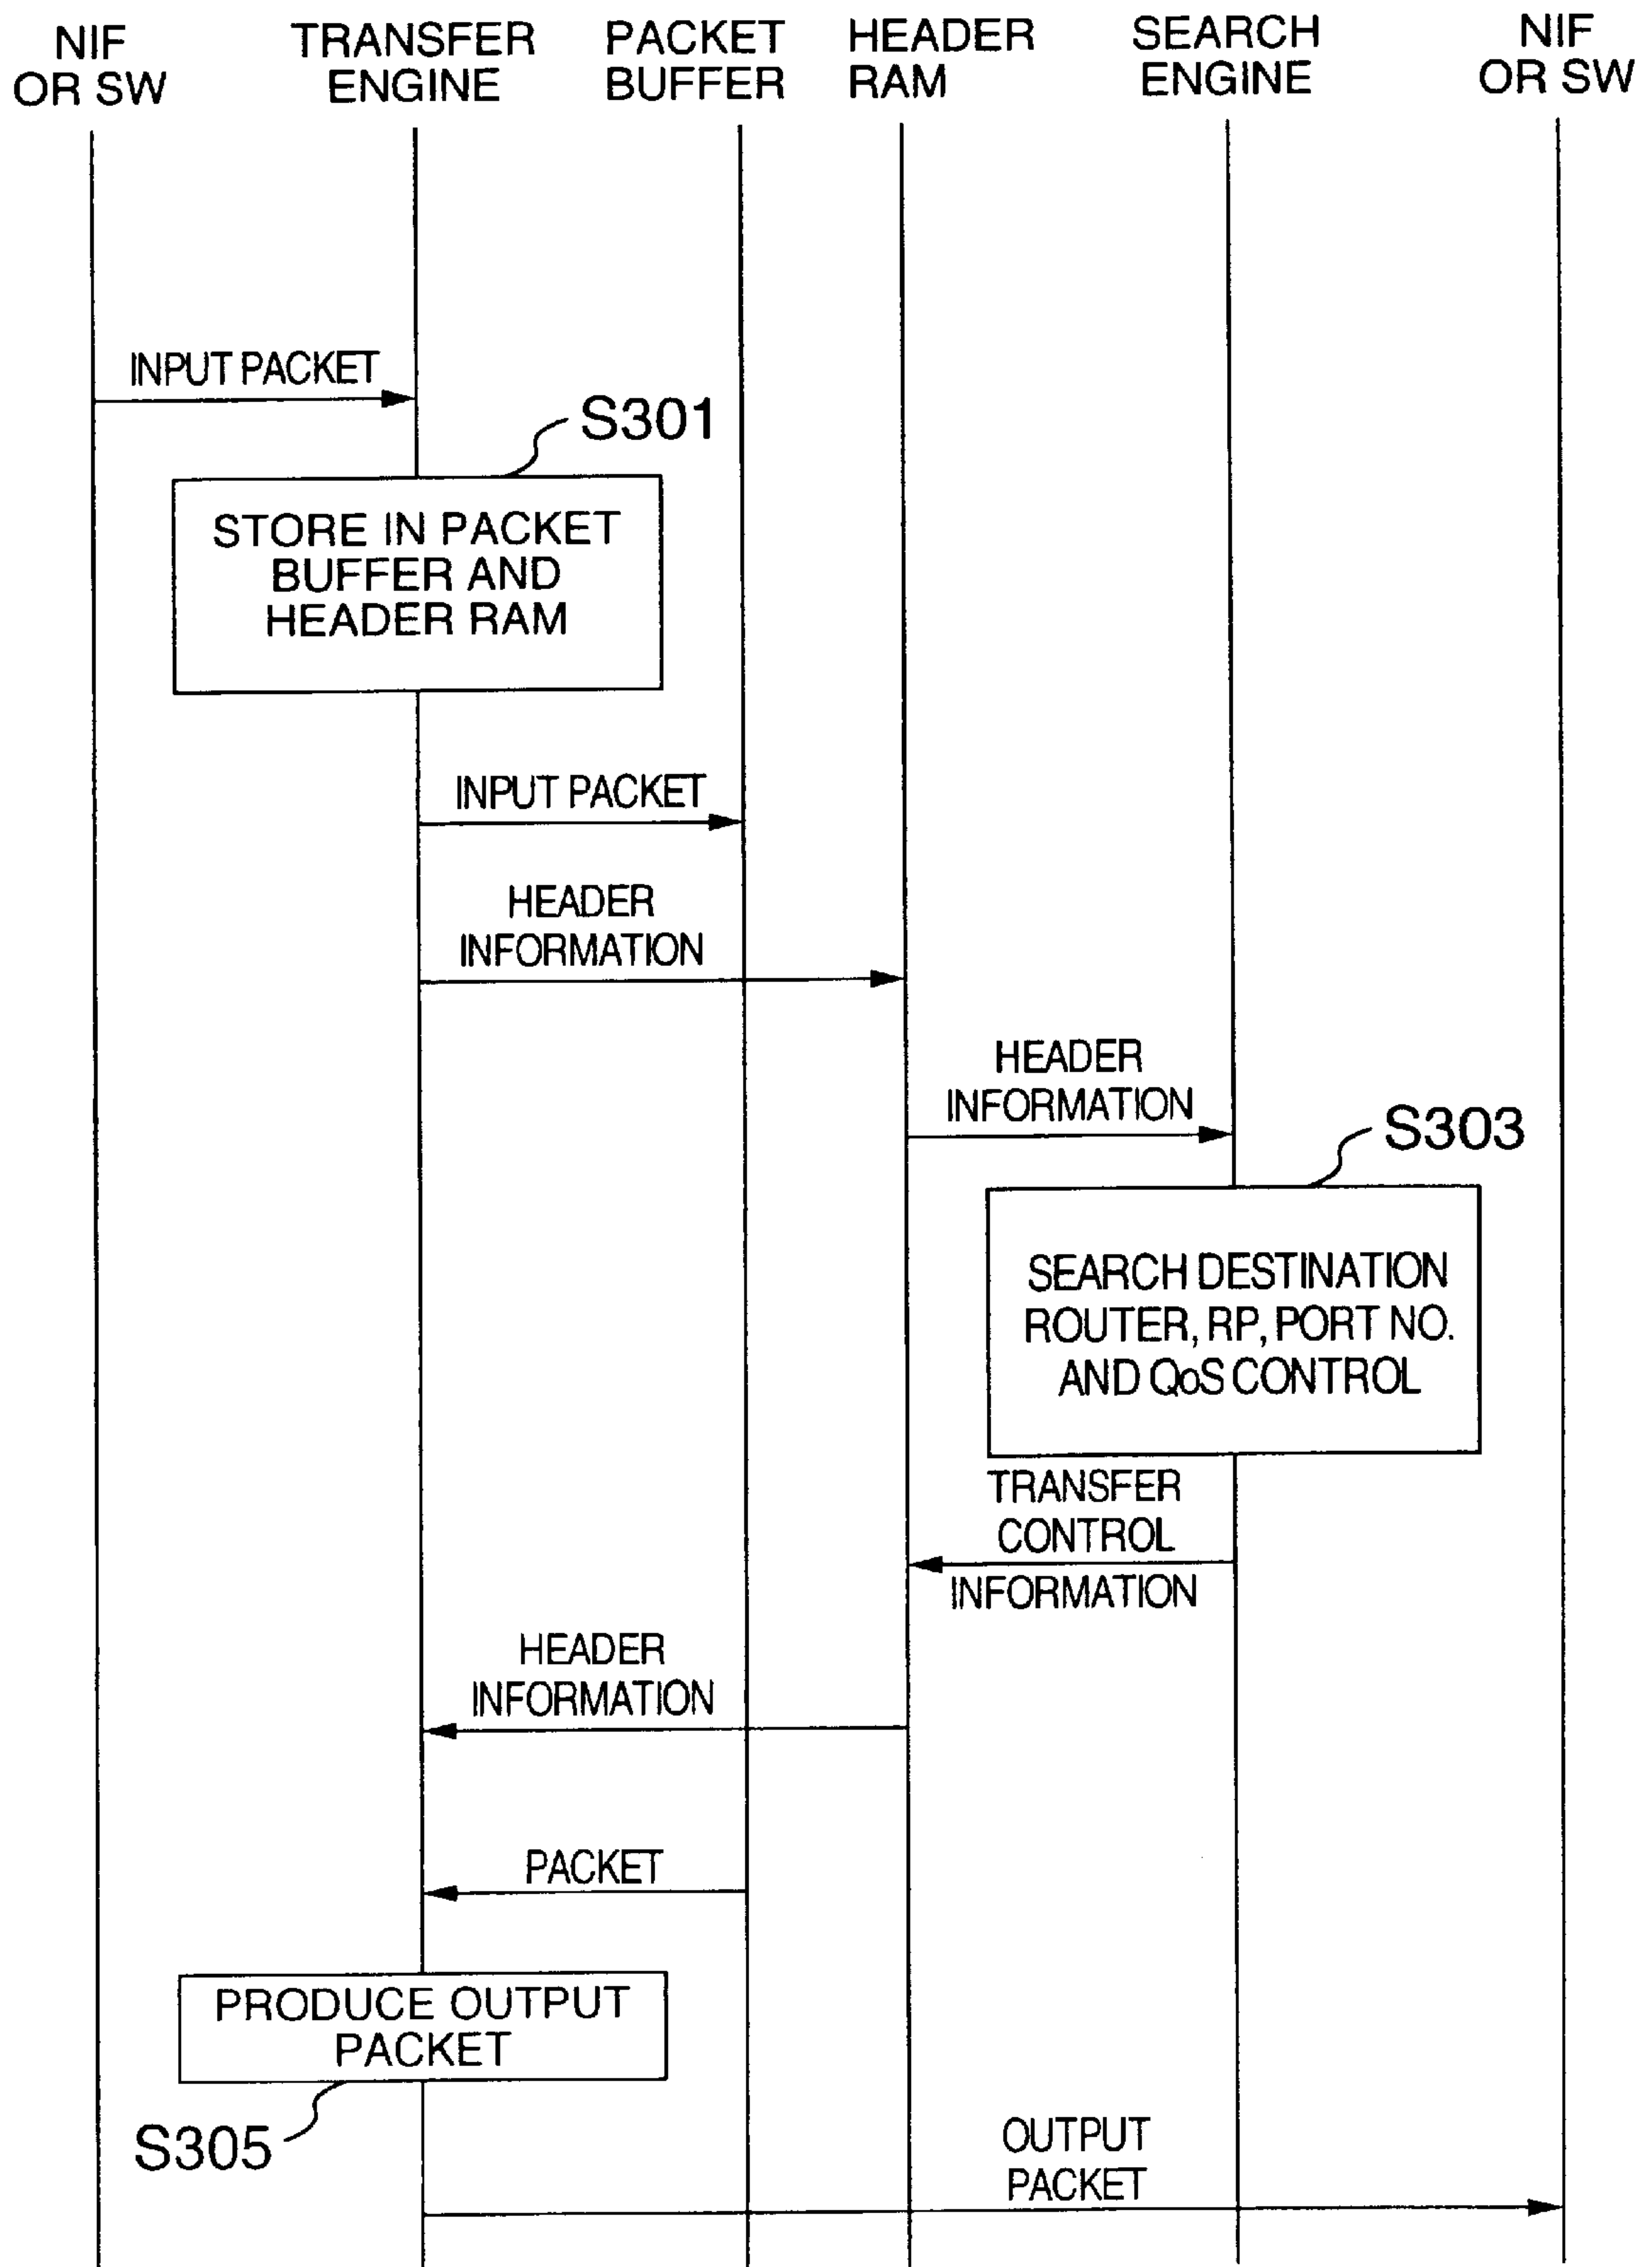 NIF
OR SW
TRANSFER
ENGINE
PACKET
BUFFER
HEADER
RAM
SEARCH
ENGINE
NIF
OR SW
INPUT PACKET
S301
STORE IN PACKET
BUFFER AND
HEADER RAM
INPUT PACKET
HEADER
INFORMATION
HEADER
INFORMATION
S303
SEARCH DESTINATION
ROUTER, RP, PORT NO.
AND QoS CONTROL
TRANSFER
CONTROL
INFORMATION
HEADER
INFORMATION
PACKET
PRODUCE OUTPUT
PACKET
S305
OUTPUT
PACKET